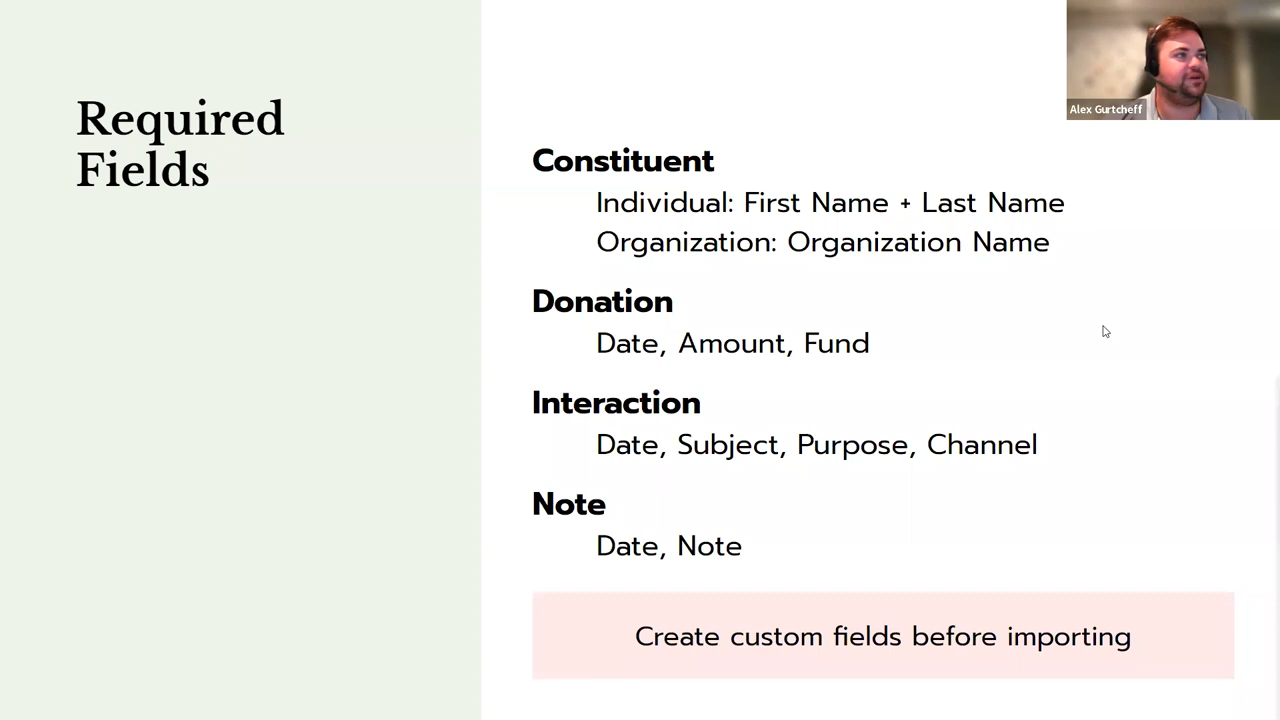 Required
Fields
Alex Gurtcheff
Constituent
Individual: First Name + Last Name
Organization: Organization Name
Donation
Date, Amount, Fund
Interaction
Date, Subject, Purpose, Channel
Note
Date, Note
Create custom fields before importing